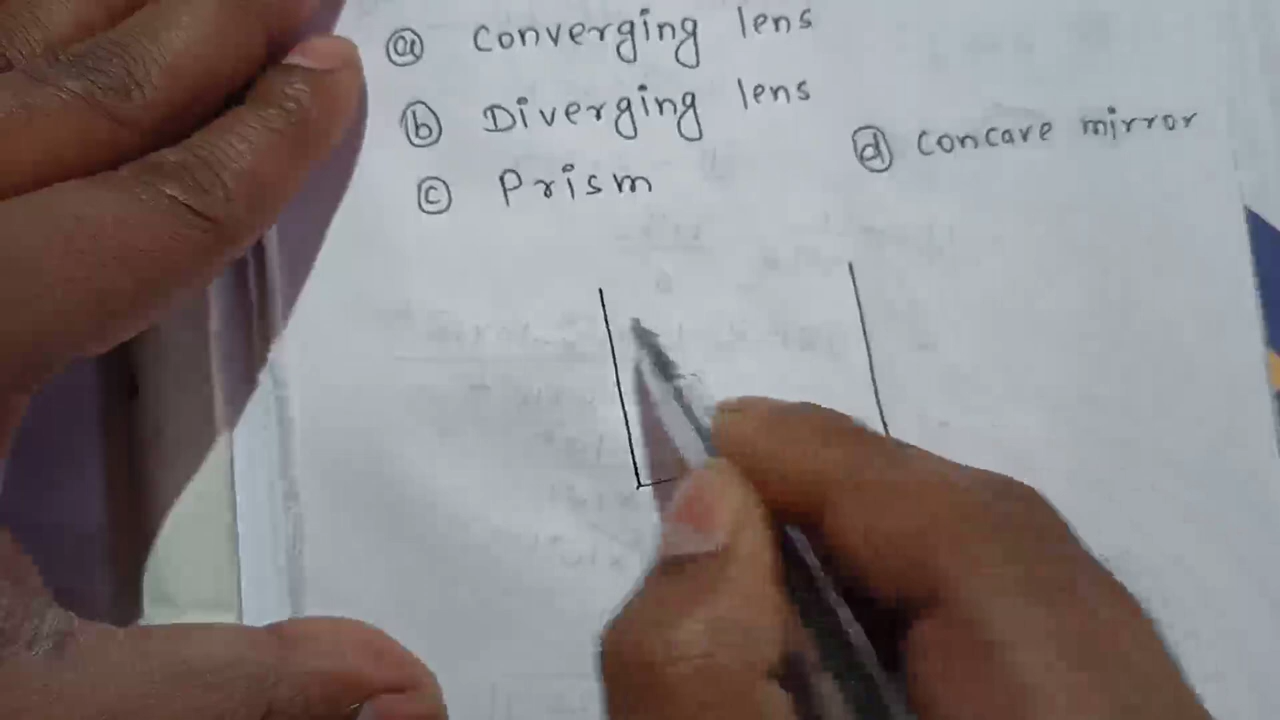 ⓐ Converging lens
ⓑ Diverging lens
ⓒ Prism
ⓓ concave mirror